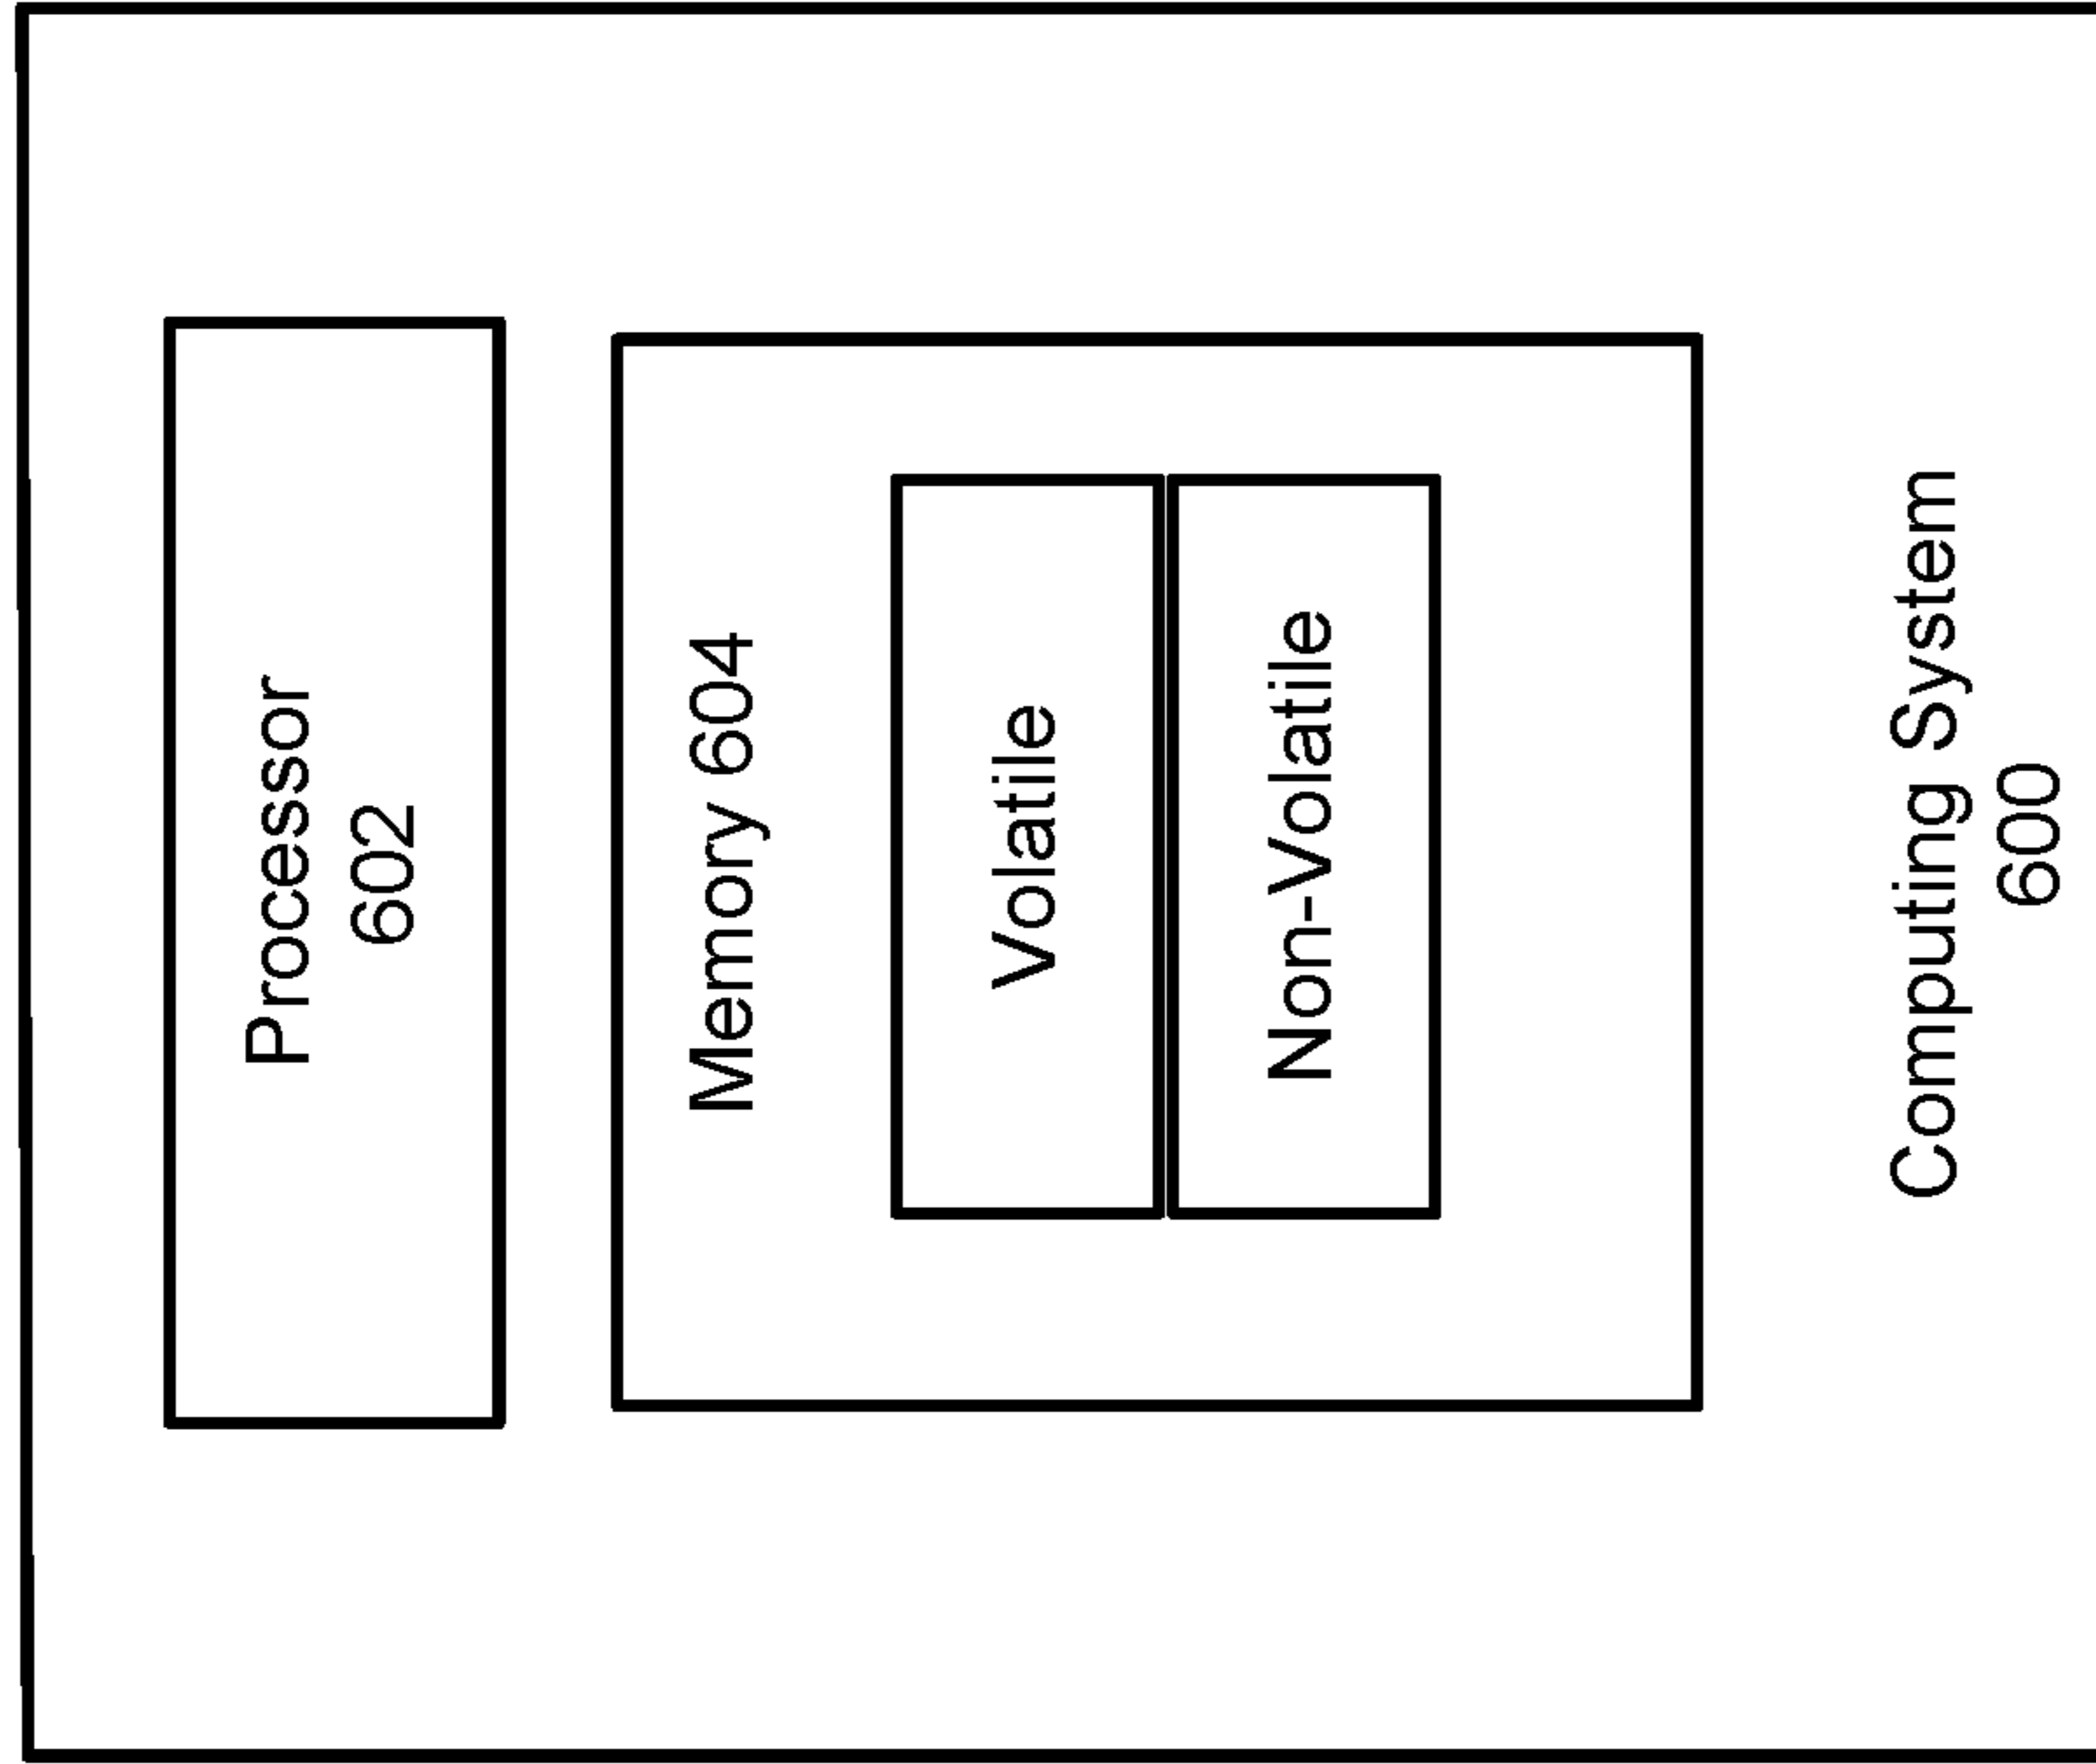 Processor
602
Memory 604
Volatile
Non-Volatile
Computing System
600